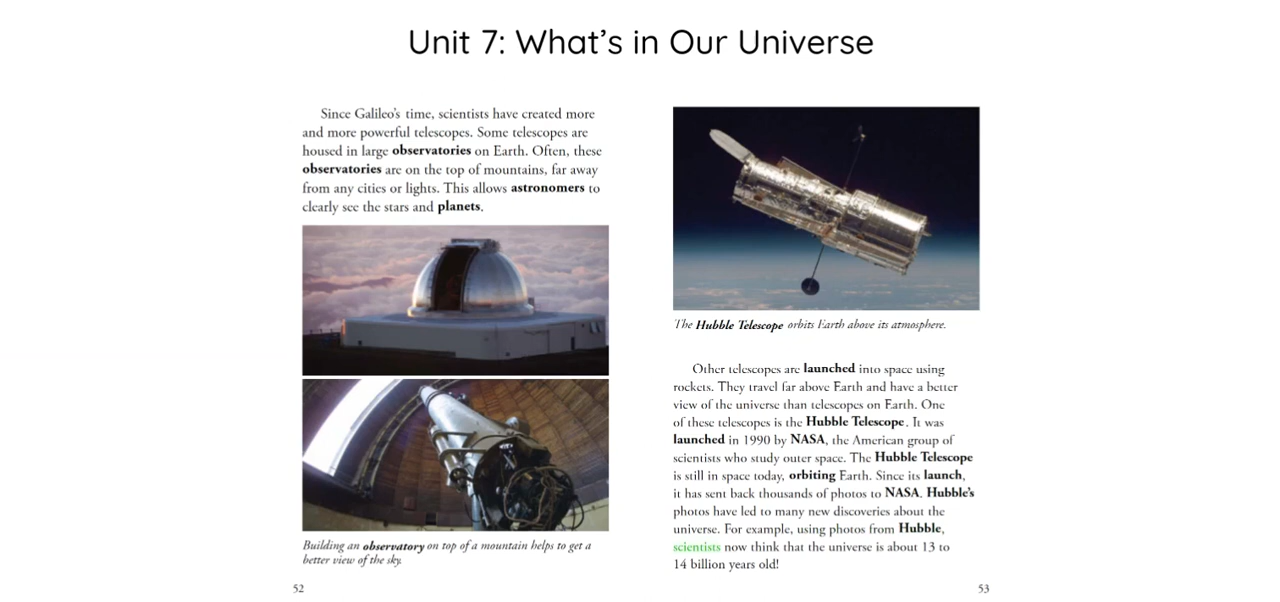 Unit 7: What's in Our Universe
Since Galileo's time, scientists have created more
and more powerful telescopes. Some telescopes are
housed in large observatories on Earth. Often, these
observatories are on the top of mountains, far away
from any cities or lights. This allows astronomers to
clearly see the stars and planets.
Building an observatory on top of a mountain helps to get a
better view of the sky.
52
The Hubble Telescope orbits Earth above its atmosphere.
Other telescopes are launched into space using
rockets. They travel far above Earth and have a better
view of the universe than telescopes on Earth. One
of these telescopes is the Hubble Telescope. It was
launched in 1990 by NASA, the American group of
scientists who study outer space. The Hubble Telescope
is still in space today, orbiting Earth. Since its launch,
it has sent back thousands of photos to NASA. Hubble's
photos have led to many new discoveries about the
universe. For example, using photos from Hubble,
scientists now think that the universe is about 13 to
14 billion years old!
53